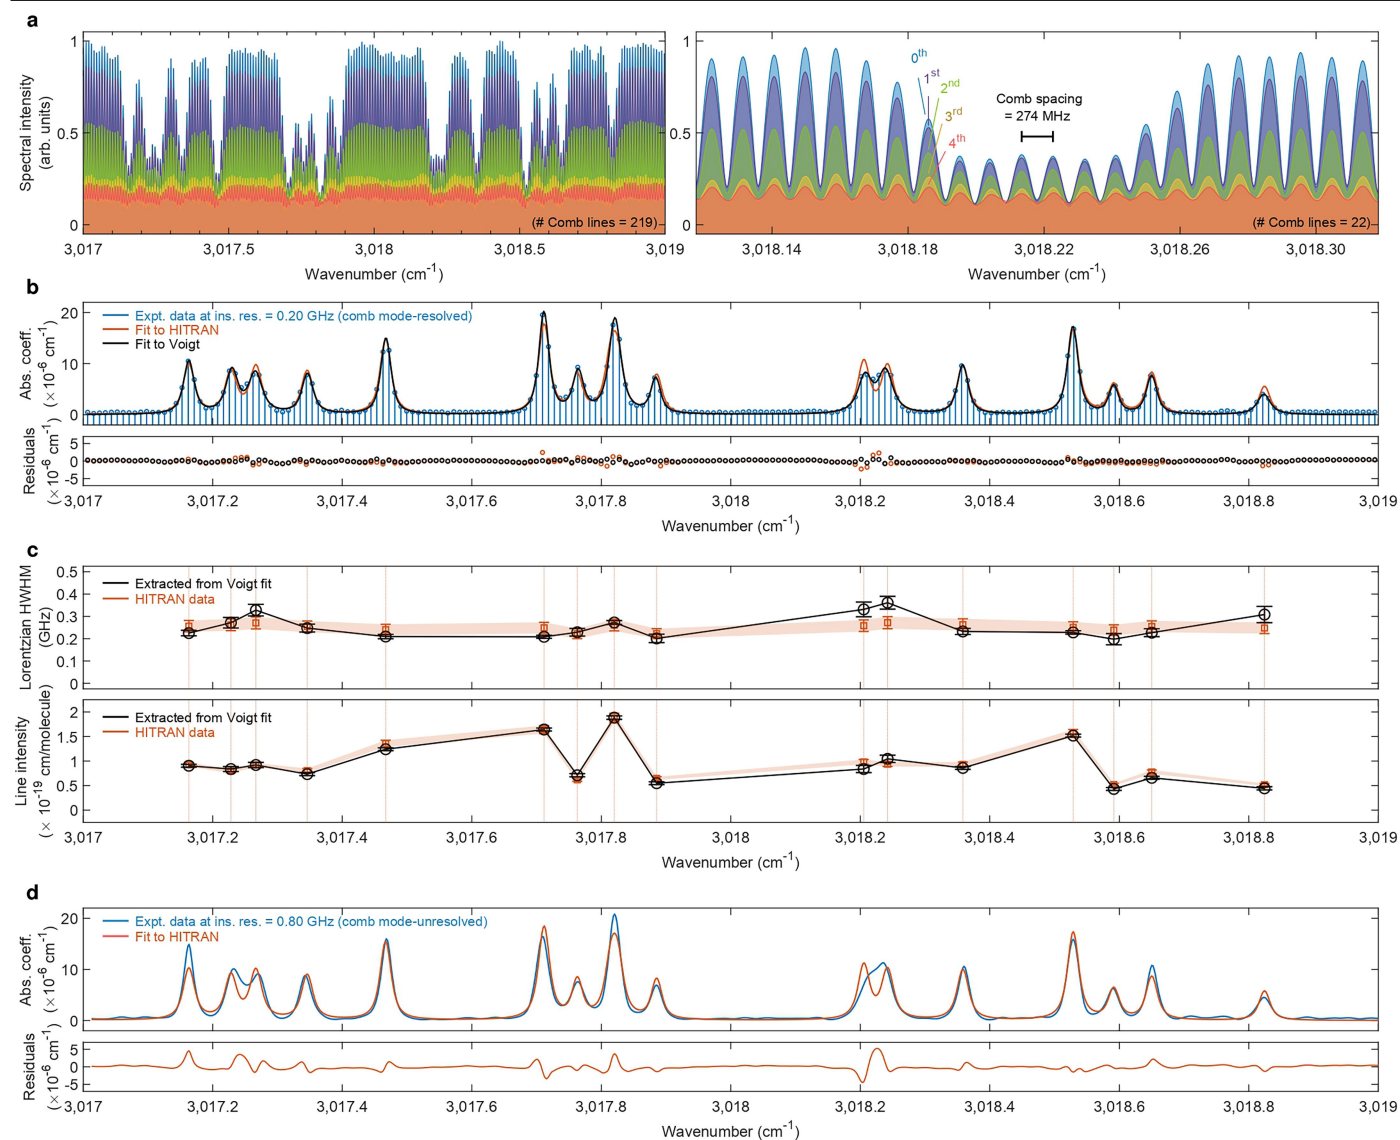 a
Spectral intensity
(arb. units)
1
0.5
0
(# Comb lines = 219)
3,017
3,017.5
3,018
3,018.5
3,019
Wavenumber (cm-1)
1
0.5
0
0th
1st
2nd
3rd
4th
Comb spacing
= 274 MHz
(# Comb lines = 22)
3,018.14
3,018.18
3,018.22
3,018.26
3,018.30
Wavenumber (cm-1)
b
Abs. coeff.
(×10-6 cm-1)
20
10
0
Expt. data at ins. res. = 0.20 GHz (comb mode-resolved)
Fit to HITRAN
Fit to Voigt
Residuals
(×10-6 cm-1)
5
0
-5
3,017
3,017.2
3,017.4
3,017.6
3,017.8
3,018
3,018.2
3,018.4
3,018.6
3,018.8
3,019
Wavenumber (cm-1)
c
Lorentzian HWHM
(GHz)
0.5
0.4
0.3
0.2
0.1
0
Extracted from Voigt fit
HITRAN data
Line intensity
(× 10-19 cm/molecule)
2
1.5
1
0.5
0
Extracted from Voigt fit
HITRAN data
3,017
3,017.2
3,017.4
3,017.6
3,017.8
3,018
3,018.2
3,018.4
3,018.6
3,018.8
3,019
Wavenumber (cm-1)
d
Abs. coeff.
(×10-6 cm-1)
20
10
0
Expt. data at ins. res. = 0.80 GHz (comb mode-unresolved)
Fit to HITRAN
Residuals
(×10-6 cm-1)
5
0
-5
3,017
3,017.2
3,017.4
3,017.6
3,017.8
3,018
3,018.2
3,018.4
3,018.6
3,018.8
3,019
Wavenumber (cm-1)